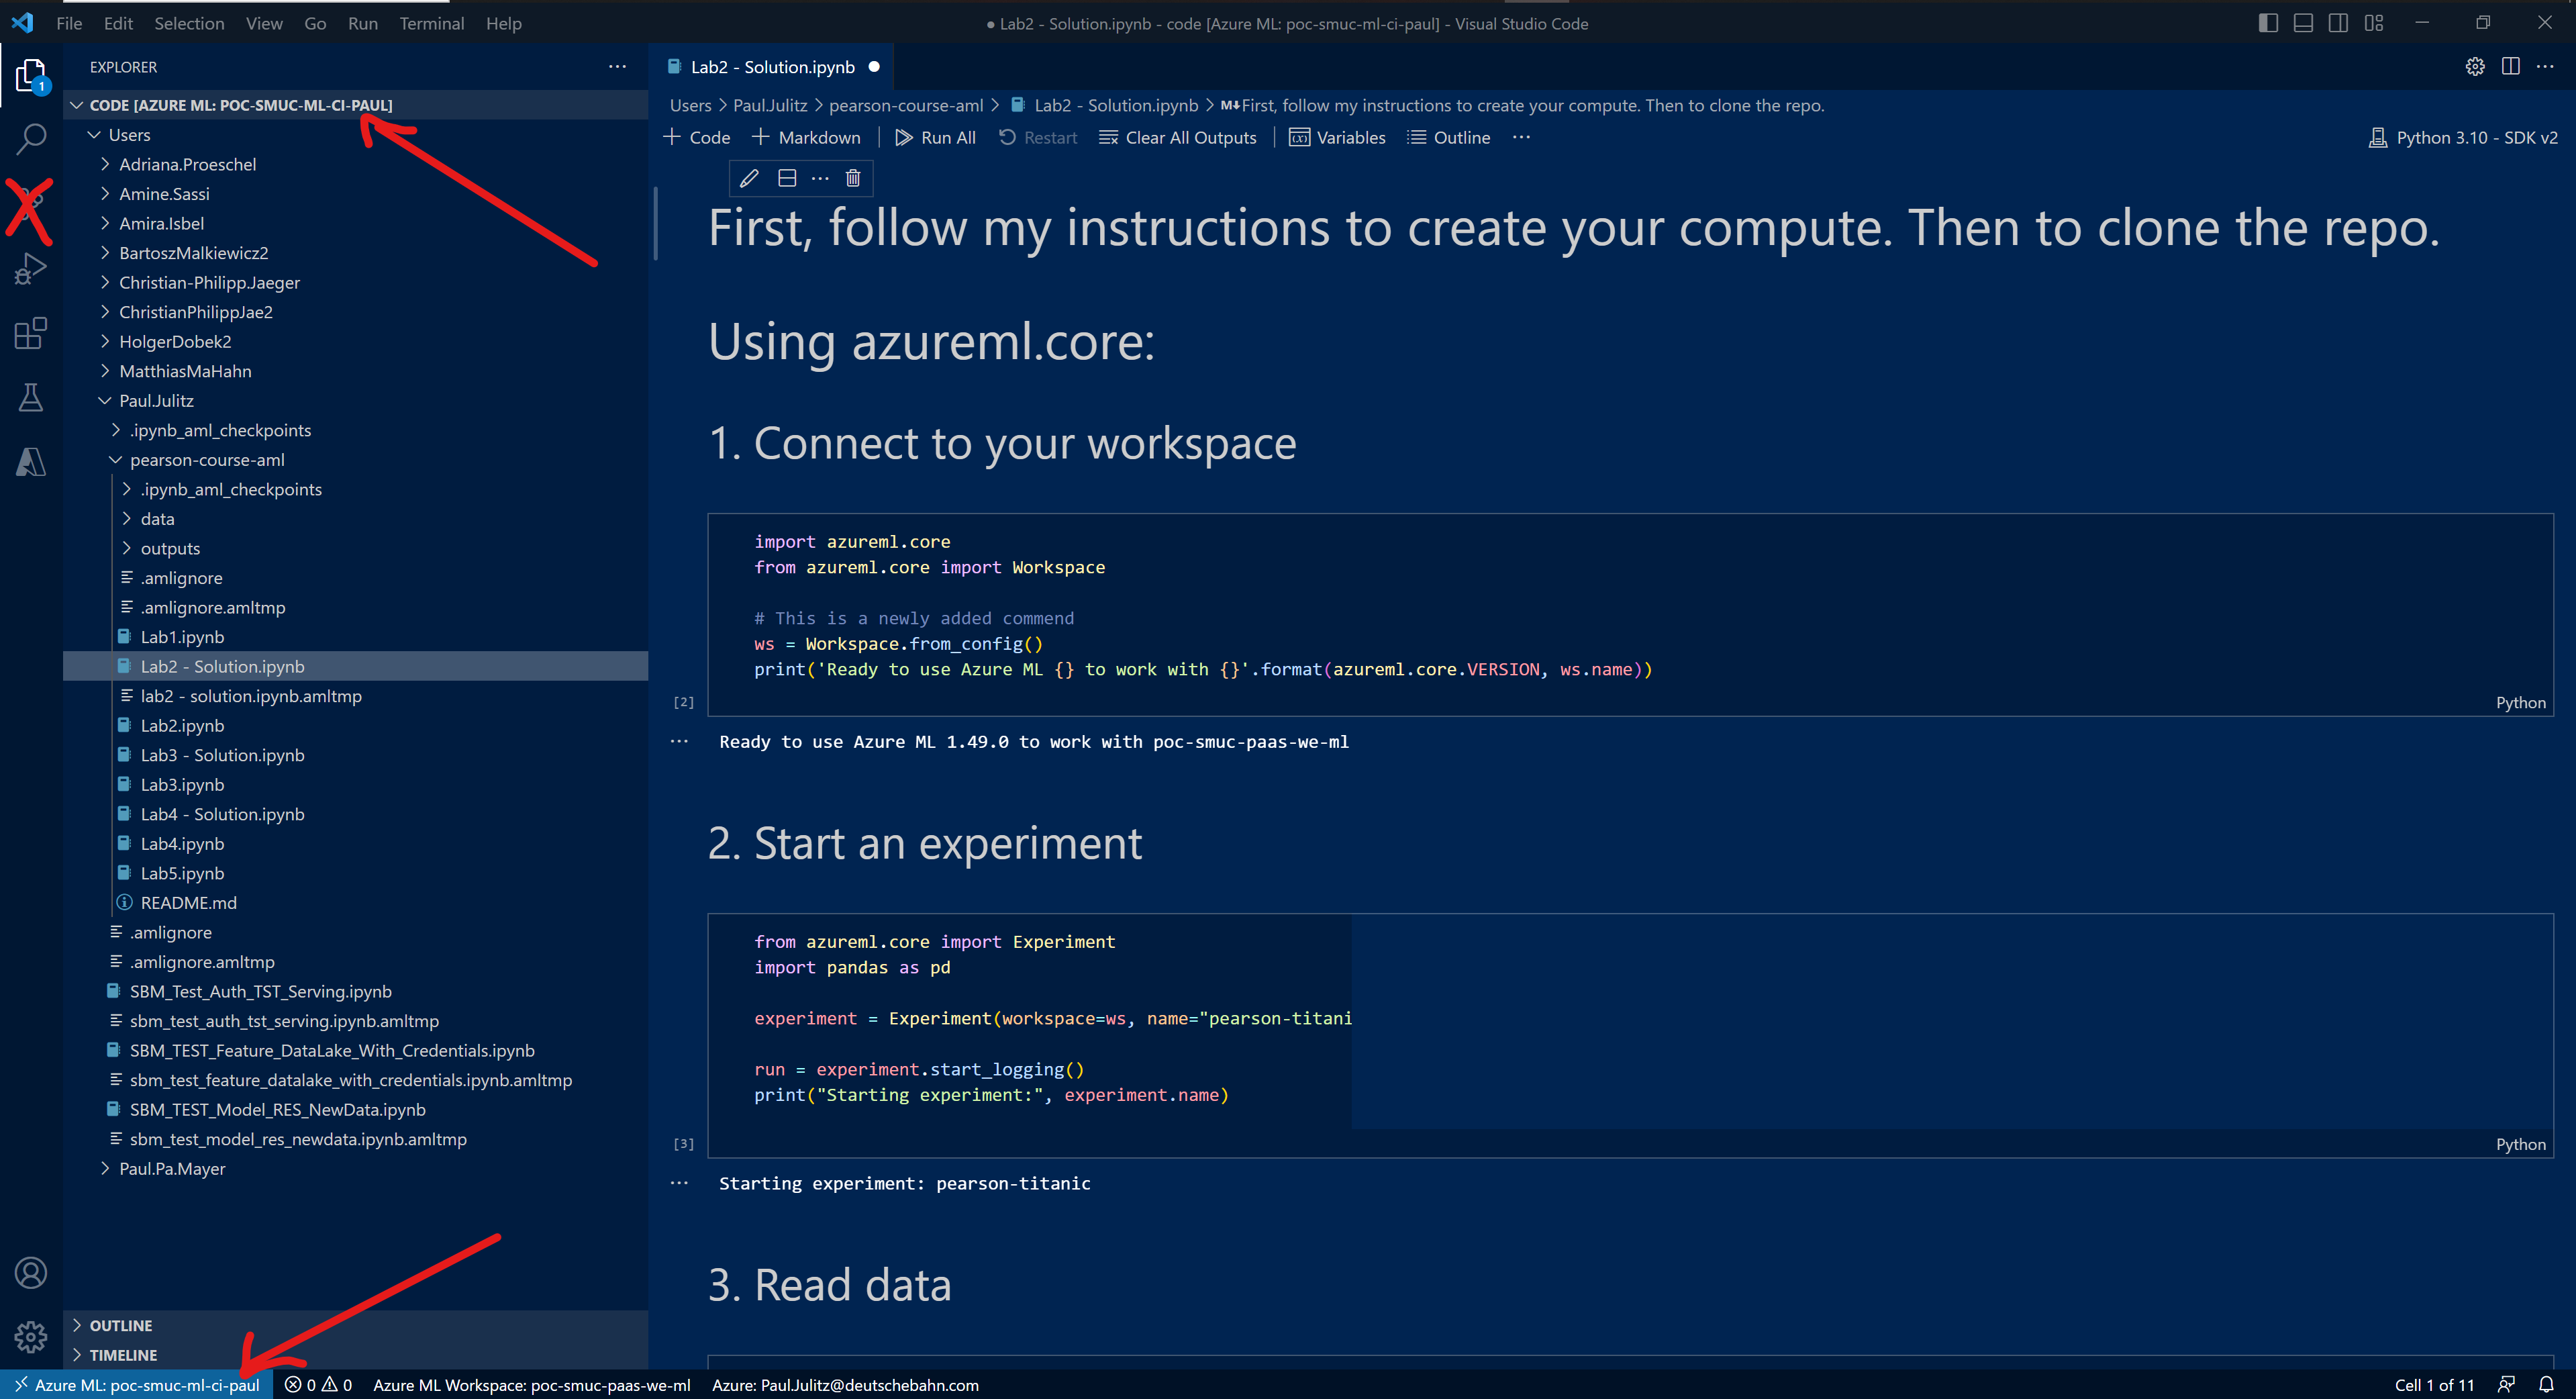 File Edit Selection View Go Run Terminal Help
● Lab2 - Solution.ipynb - code [Azure ML: poc-smuc-ml-ci-paul] - Visual Studio Code
1
EXPLORER
CODE [AZURE ML: POC-SMUC-ML-CI-PAUL]
Users
Adriana.Proeschel
Amine.Sassi
Amira.Isbel
BartoszMalkiewicz2
Christian-Philipp.Jaeger
ChristianPhilippJae2
HolgerDobek2
MatthiasMaHahn
Paul.Julitz
.ipynb_aml_checkpoints
pearson-course-aml
.ipynb_aml_checkpoints
data
outputs
.amlignore
.amlignore.amltmp
Lab1.ipynb
Lab2 - Solution.ipynb
lab2 - solution.ipynb.amltmp
Lab2.ipynb
Lab3 - Solution.ipynb
Lab3.ipynb
Lab4 - Solution.ipynb
Lab4.ipynb
Lab5.ipynb
README.md
.amlignore
.amlignore.amltmp
SBM_Test_Auth_TST_Serving.ipynb
sbm_test_auth_tst_serving.ipynb.amltmp
SBM_TEST_Feature_DataLake_With_Credentials.ipynb
sbm_test_feature_datalake_with_credentials.ipynb.amltmp
SBM_TEST_Model_RES_NewData.ipynb
sbm_test_model_res_newdata.ipynb.amltmp
Paul.Pa.Mayer
OUTLINE
TIMELINE
Lab2 - Solution.ipynb ●
Users > Paul.Julitz > pearson-course-aml > Lab2 - Solution.ipynb > M↓First, follow my instructions to create your compute. Then to clone the repo.
+ Code + Markdown Run All Restart Clear All Outputs Variables Outline ... Python 3.10 - SDK v2
First, follow my instructions to create your compute. Then to clone the repo.
Using azureml.core:
1. Connect to your workspace
import azureml.core
from azureml.core import Workspace
# This is a newly added commend
ws = Workspace.from_config()
print('Ready to use Azure ML {} to work with {}'.format(azureml.core.VERSION, ws.name))
[2] Python
... Ready to use Azure ML 1.49.0 to work with poc-smuc-paas-we-ml
2. Start an experiment
from azureml.core import Experiment
import pandas as pd
experiment = Experiment(workspace=ws, name="pearson-titani
run = experiment.start_logging()
print("Starting experiment:", experiment.name)
[3] Python
... Starting experiment: pearson-titanic
3. Read data
Azure ML: poc-smuc-ml-ci-paul 0 0 Azure ML Workspace: poc-smuc-paas-we-ml Azure: Paul.Julitz@deutschebahn.com Cell 1 of 11